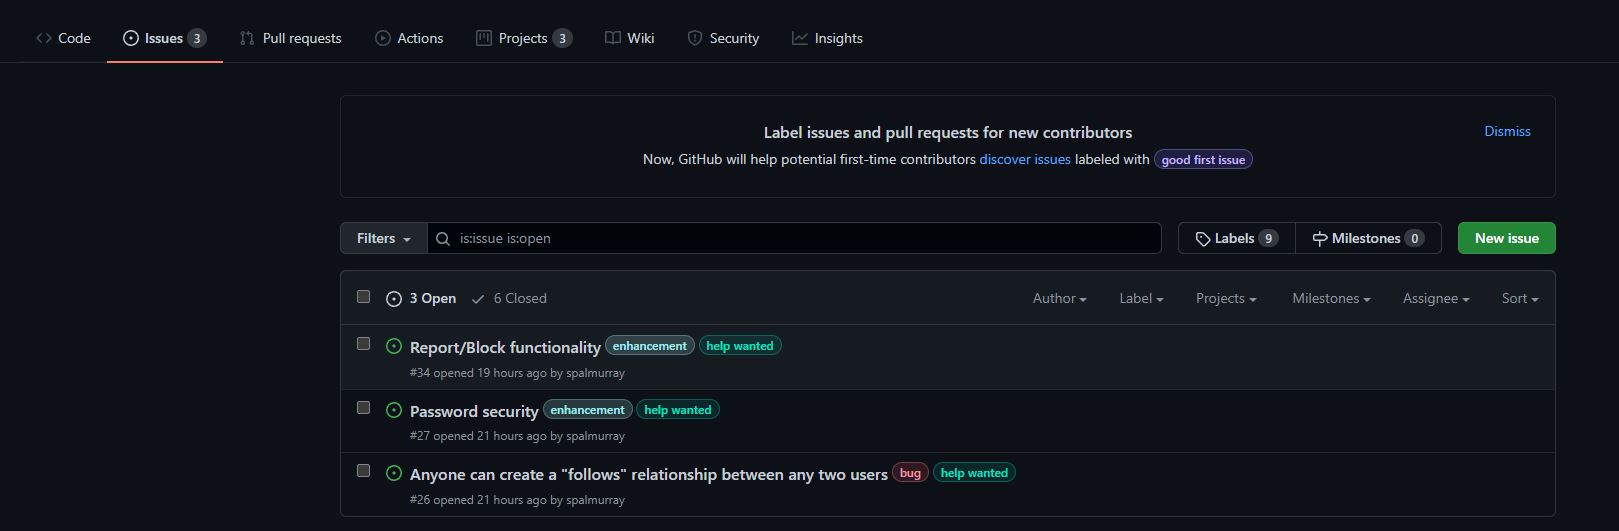 Code Issues 3 Pull requests Actions Projects 3 Wiki Security Insights
Label issues and pull requests for new contributors
Dismiss
Now, GitHub will help potential first-time contributors discover issues labeled with good first issue
Filters is:issue is:open Labels 9 Milestones 0 New issue
3 Open 6 Closed Author Label Projects Milestones Assignee Sort
Report/Block functionality enhancement help wanted
#34 opened 19 hours ago by spalmurray
Password security enhancement help wanted
#27 opened 21 hours ago by spalmurray
Anyone can create a "follows" relationship between any two users bug help wanted
#26 opened 21 hours ago by spalmurray